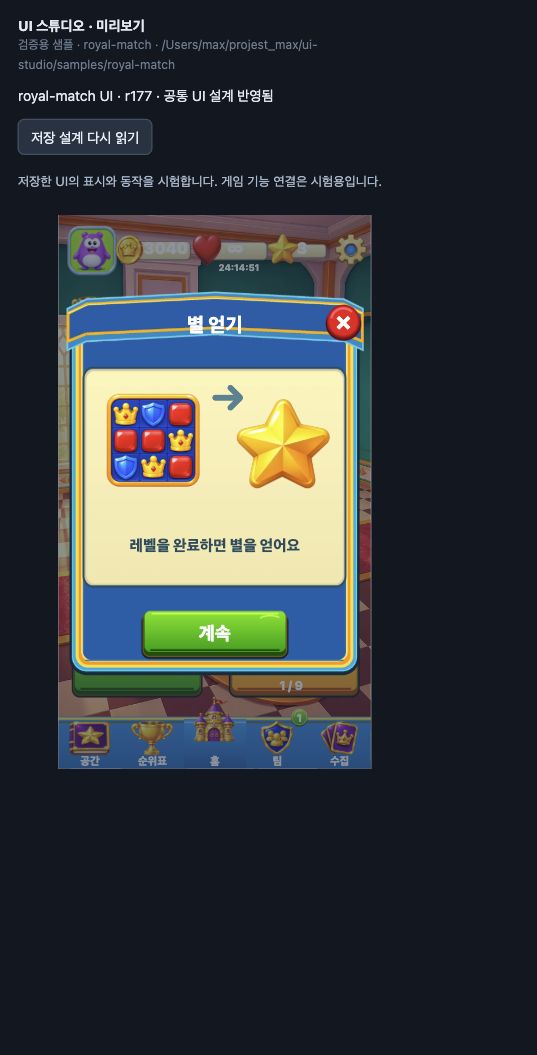 UI 스튜디오 · 미리보기
검증용 샘플 · royal-match · /Users/max/projest_max/ui-
studio/samples/royal-match
royal-match UI · r177 · 공통 UI 설계 반영됨
저장 설계 다시 읽기
저장한 UI의 표시와 동작을 시험합니다. 게임 기능 연결은 시험용입니다.
3040 ∞ 3
24:14:51
별 얻기
레벨을 완료하면 별을 얻어요
계속
1/9
1
공간 순위표 홈 팀 수집